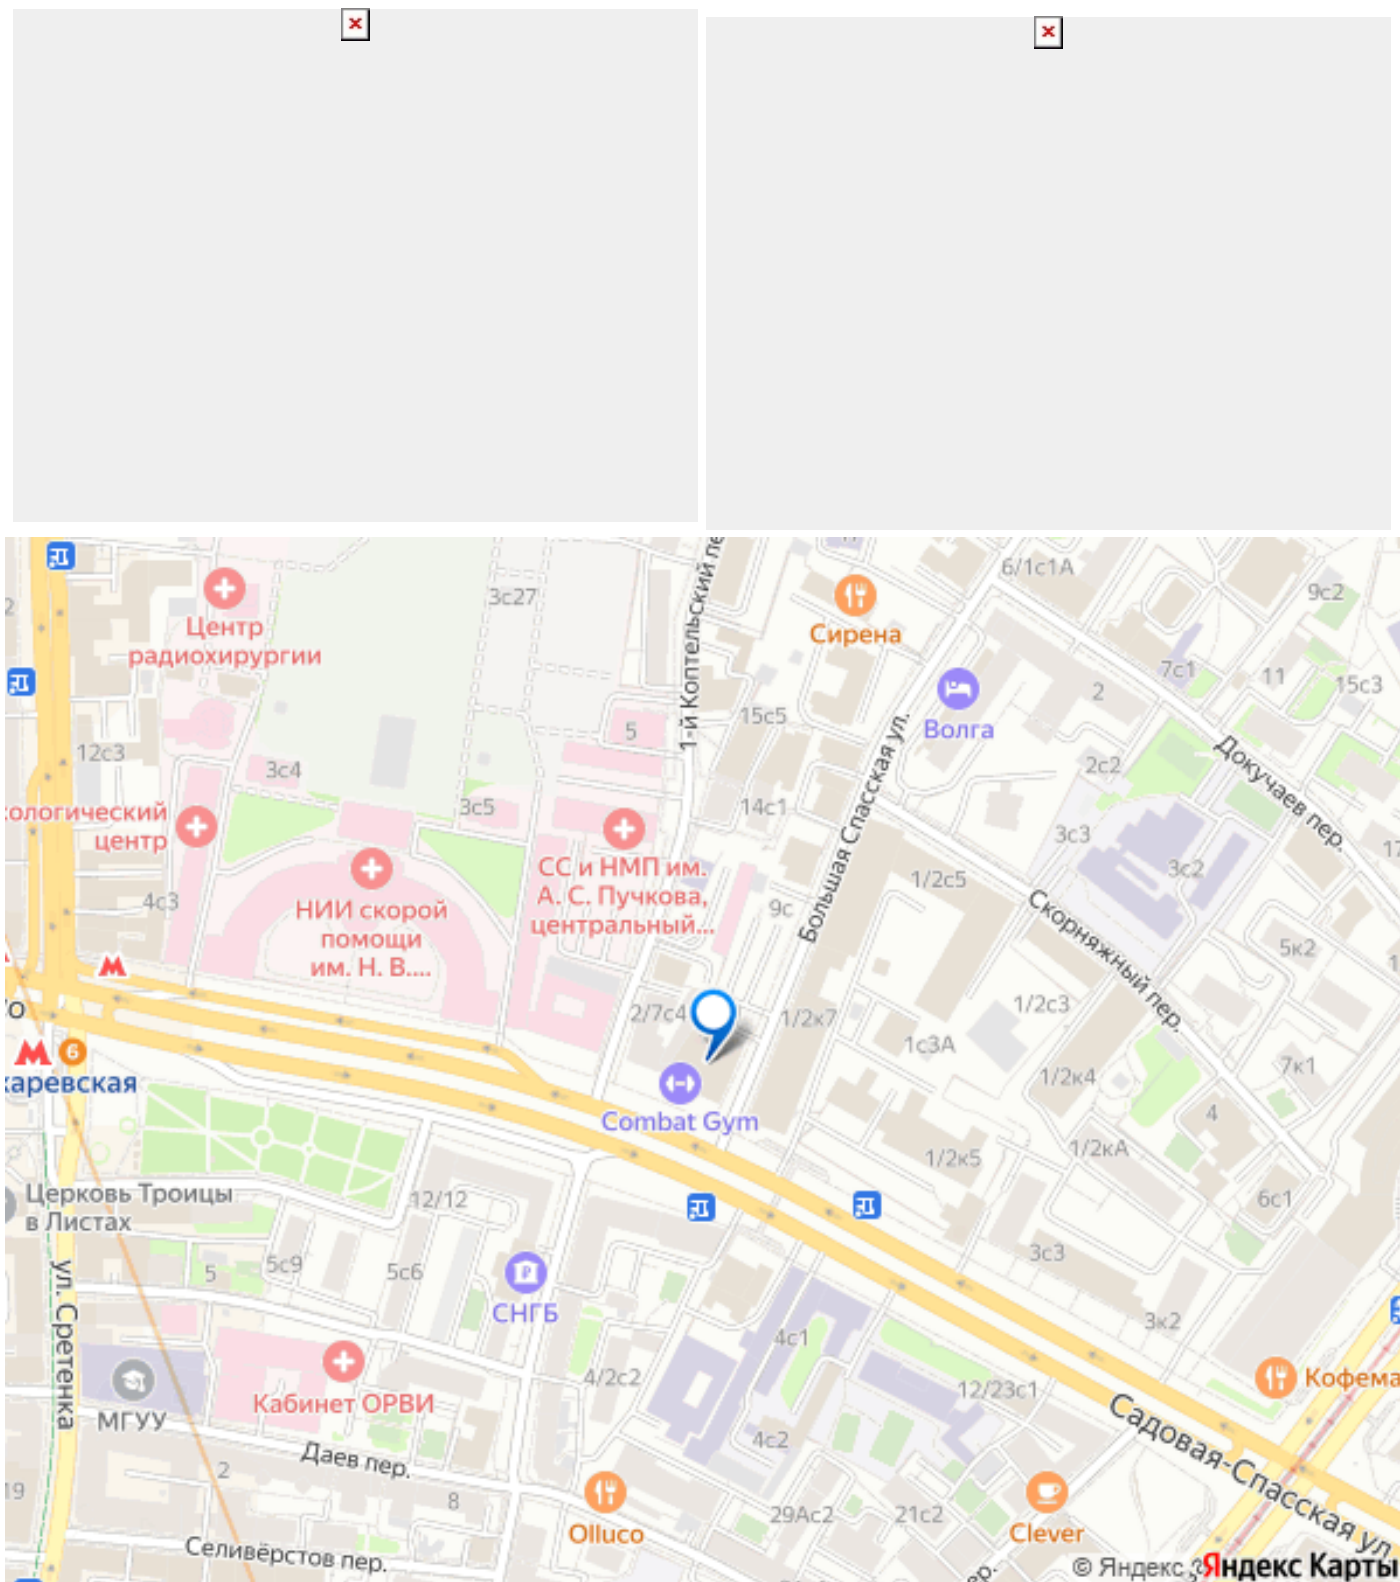 1-й Коптельский пе
6/1с1А
3с27
9с2
Сирена
Центр
радиохирургии
7с1
11
15с3
2
5
15с5
Волга
12с3
3с4
2с2
Докучаев пер.
3с5
14с1
ологический
центр
3с3
17
3с2
СС и НМП им.
А. С. Пучкова,
центральный...
1/2с5
4с3
НИИ скорой
помощи
им. Н. В....
9с
Большая Спасская ул.
Скорняжный пер.
5к2
1/2с3
2/7с4
1/2к7
1с3А
6
каревская
1/2к4
7к1
Combat Gym
4
1/2к5
1/2кА
Церковь Троицы
в Листах
12/12
6с1
5
5с9
5с6
3с3
СНГБ
ул. Сретенка
4с1
3к2
4/2с2
12/23с1
Кофема
МГУУ
Кабинет ОРВИ
Садовая-Спасская ул.
4с2
Даев пер.
2
19
8
Olluco
29Ас2
21с2
Clever
Селивёрстов пер.
ер.
© Яндекс
Яндекс Карты